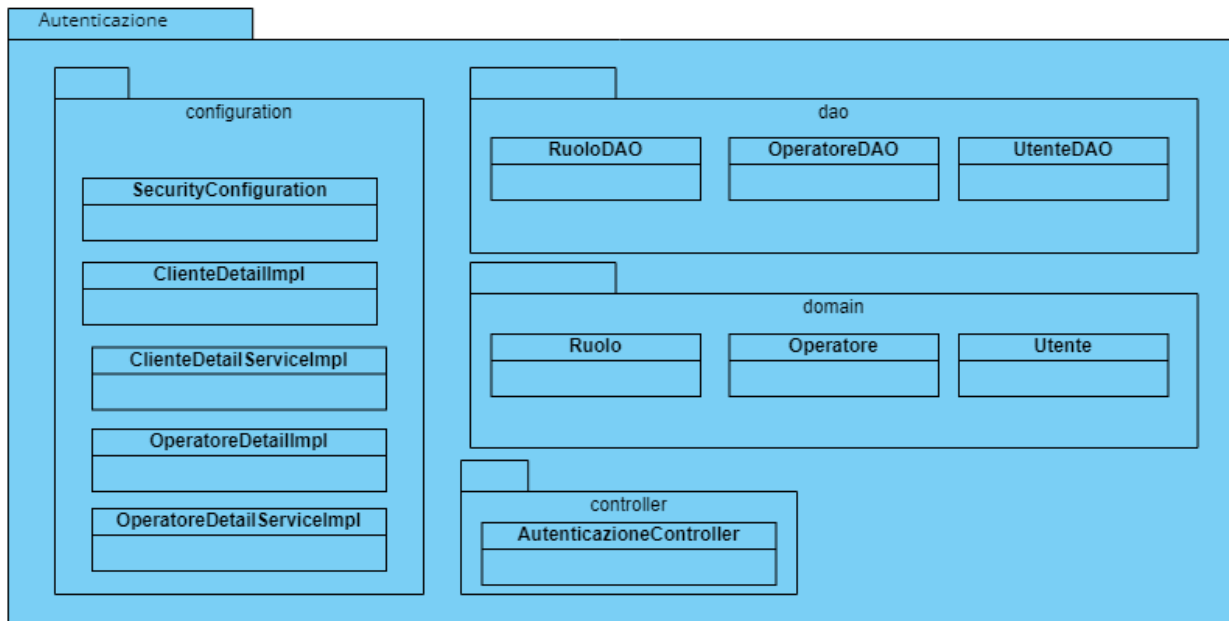 Autenticazione
configuration
SecurityConfiguration
ClienteDetailImpl
ClienteDetailServiceImpl
OperatoreDetailImpl
OperatoreDetailServiceImpl
dao
RuoloDAO
OperatoreDAO
UtenteDAO
domain
Ruolo
Operatore
Utente
controller
AutenticazioneController